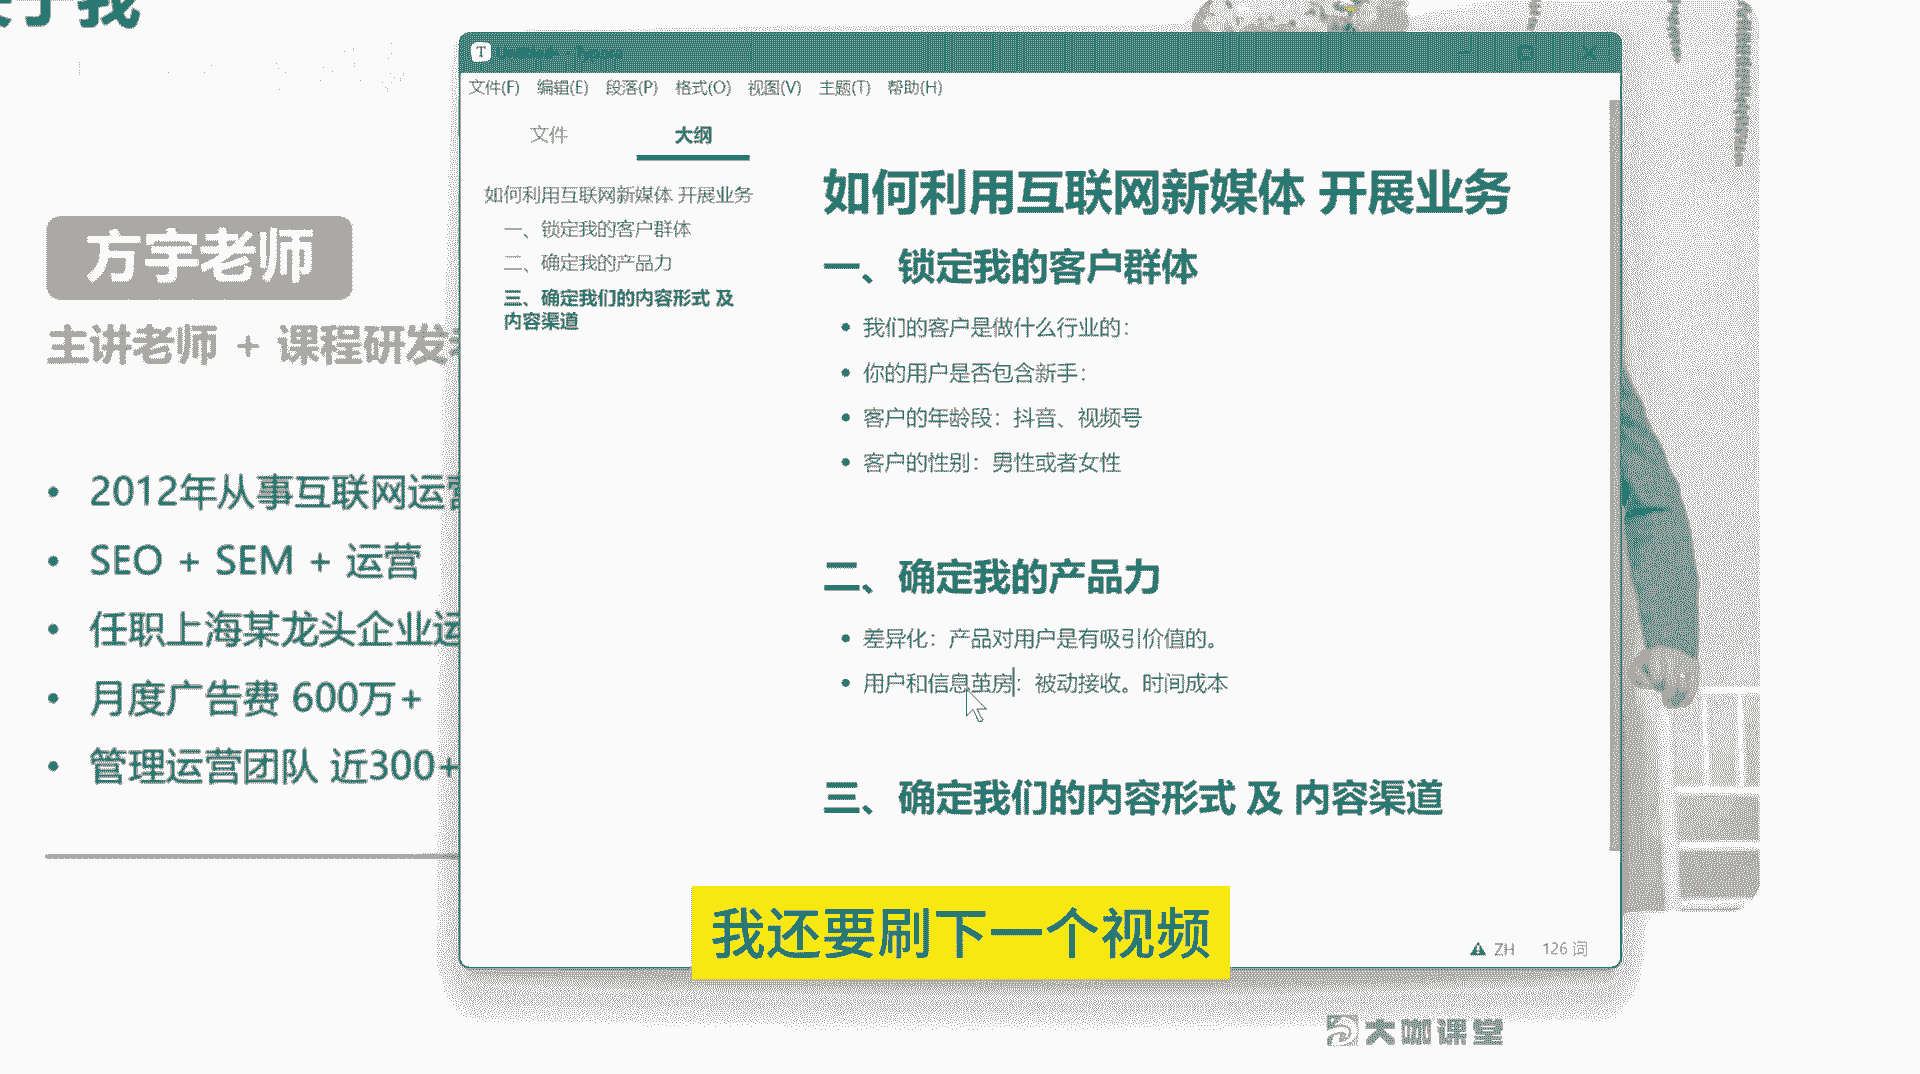 于我
方宇老师
主讲老师 + 课程研发
2012年从事互联网运营
SEO + SEM + 运营
任职上海某龙头企业运
月度广告费 600万+
管理运营团队 近300+
文件(F) 编辑(E) 段落(P) 格式(O) 视图(V) 主题(T) 帮助(H)
文件 大纲
如何利用互联网新媒体 开展业务
一、锁定我的客户群体
二、确定我的产品力
三、确定我们的内容形式 及
内容渠道
如何利用互联网新媒体 开展业务
一、锁定我的客户群体
我们的客户是做什么行业的：
你的用户是否包含新手：
客户的年龄段：抖音、视频号
客户的性别：男性或者女性
二、确定我的产品力
差异化：产品对用户是有吸引价值的。
用户和信息茧房：被动接收。时间成本
三、确定我们的内容形式 及 内容渠道
我还要刷下一个视频
ZH 126 词
大咖课堂